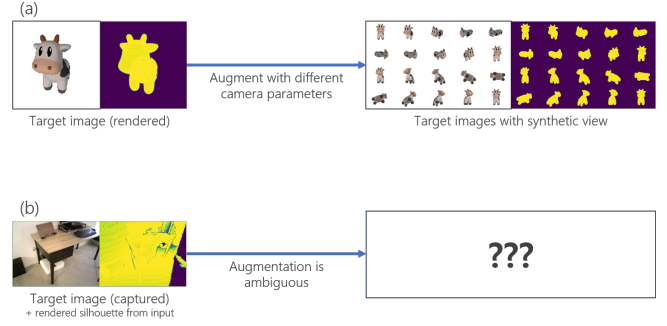 (a)
Augment with different
camera parameters
Target image (rendered)
Target images with synthetic view
(b)
???
Augmentation is
ambiguous
Target image (captured)
+ rendered silhouette from input